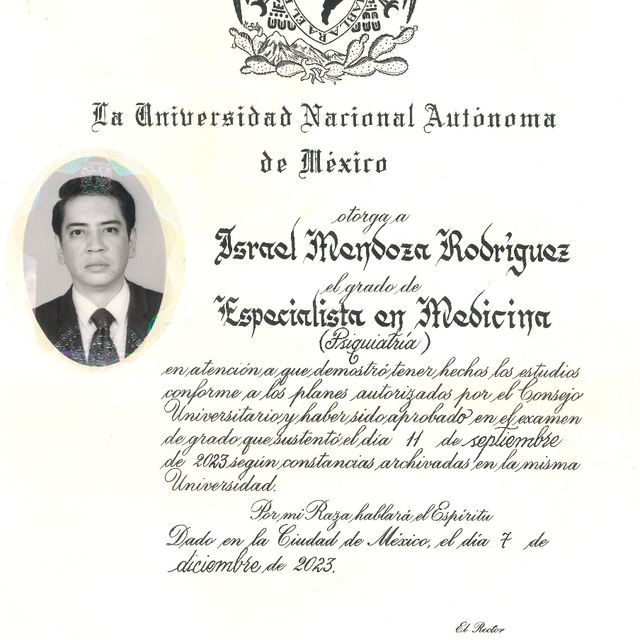 HABLARA EL
La Universidad Nacional Autónoma
de México
otorga a
Israel Mendoza Rodríguez
el grado de
Especialista en Medicina
(Psiquiatría)
en atención a que demostró tener hechos los estudios
conforme a los planes autorizados por el Consejo
Universitario y haber sido aprobado en el examen
de grado que sustentó el día 11 de septiembre
de 2023 según constancias archivadas en la misma
Universidad.
Por mi Raza hablará el Espíritu
Dado en la Ciudad de México, el día 7 de
diciembre de 2023.
El Rector